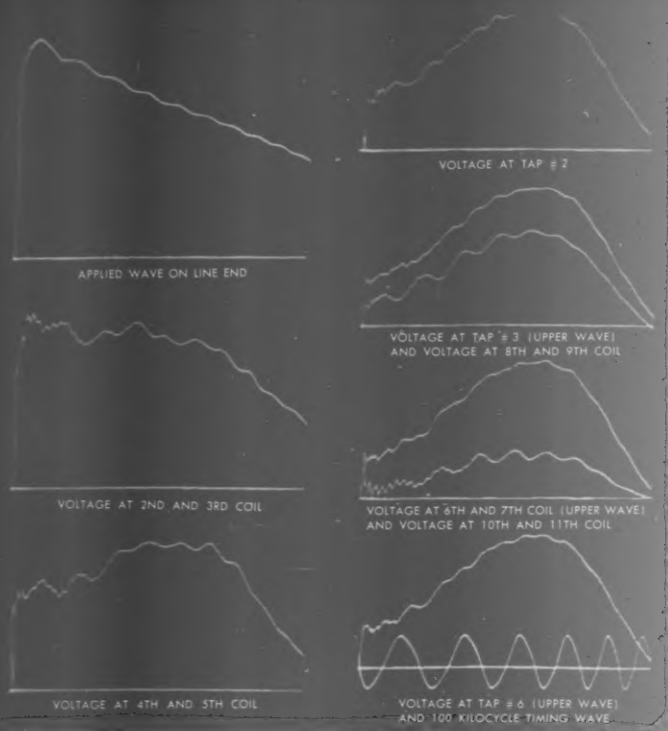 APPLIED WAVE ON LINE END
VOLTAGE AT 2ND AND 3RD COIL
VOLTAGE AT 4TH AND 5TH COIL
VOLTAGE AT TAP # 2
VOLTAGE AT TAP # 3 (UPPER WAVE)
AND VOLTAGE AT 8TH AND 9TH COIL
VOLTAGE AT 6TH AND 7TH COIL (UPPER WAVE)
AND VOLTAGE AT 10TH AND 11TH COIL
VOLTAGE AT TAP # 6 (UPPER WAVE)
AND 100 KILOCYCLE TIMING WAVE